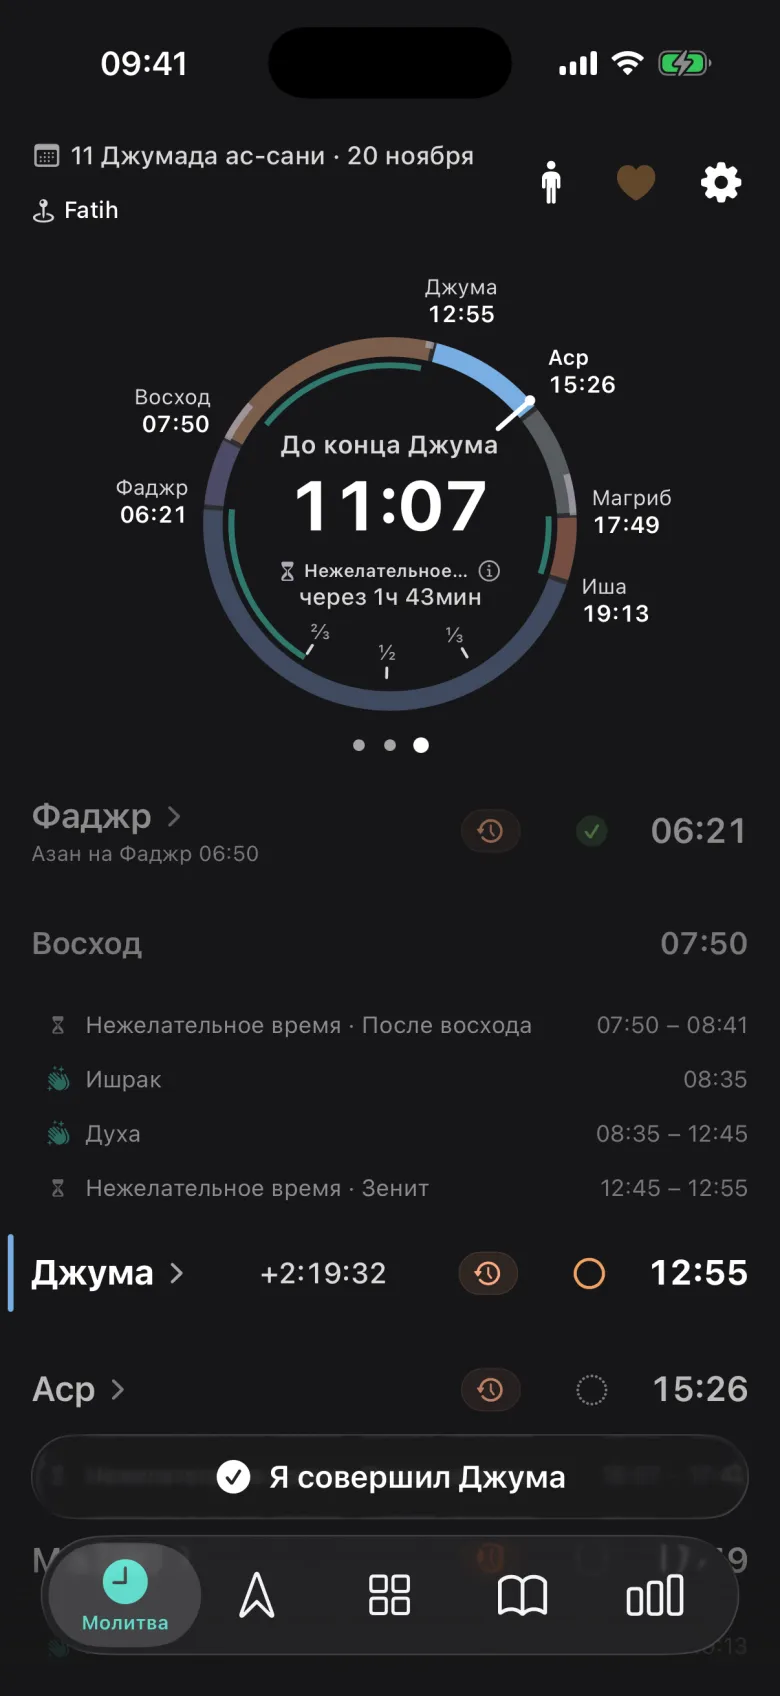 09:41
11 Джумада ас-сани · 20 ноября
Fatih
Джума
12:55
Аср
15:26
Восход
07:50
До конца Джума
11:07
Фаджр
06:21
Магриб
17:49
Нежелательное...
через 1ч 43мин
Иша
19:13
⅔
½
⅓
Фаджр
06:21
Азан на Фаджр 06:50
Восход
07:50
Нежелательное время · После восхода
07:50 – 08:41
Ишрак
08:35
Духа
08:35 – 12:45
Нежелательное время · Зенит
12:45 – 12:55
Джума
+2:19:32
12:55
Аср
15:26
Я совершил Джума
Молитва